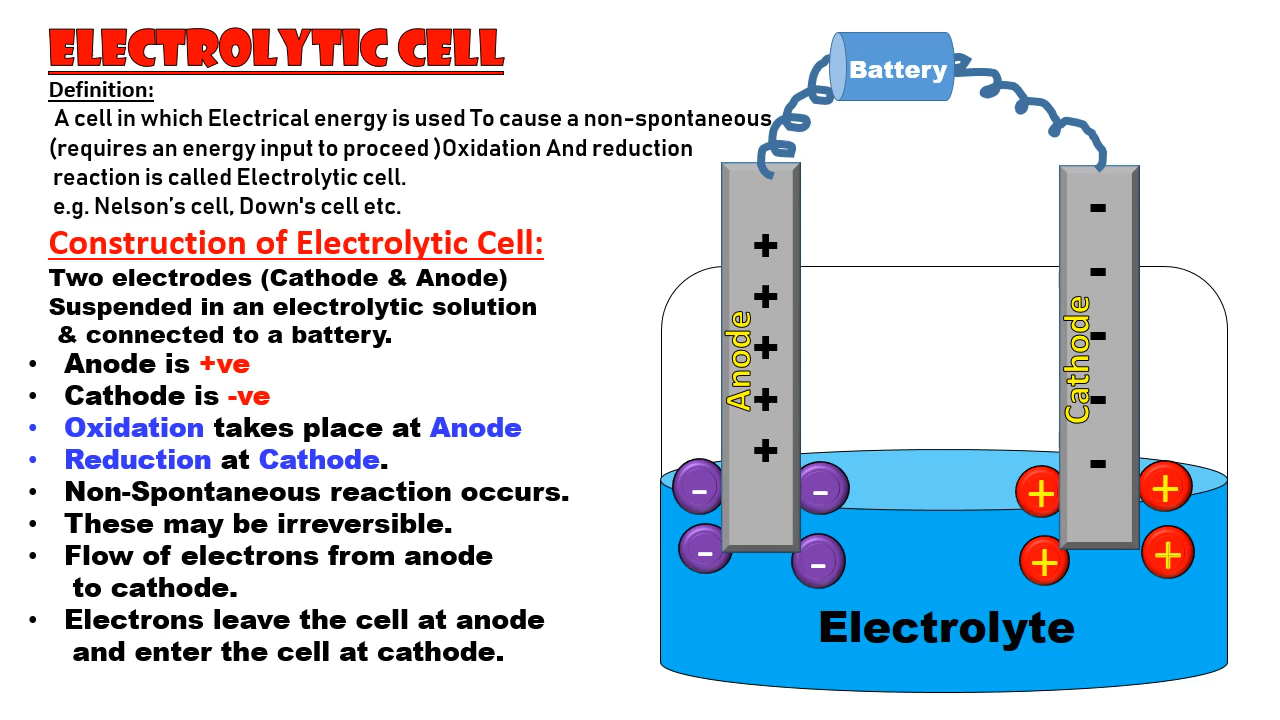 ELECTROLYTIC CELL
Definition:
A cell in which Electrical energy is used To cause a non-spontaneous
(requires an energy input to proceed )Oxidation And reduction
reaction is called Electrolytic cell.
e.g. Nelson’s cell, Down's cell etc.
Construction of Electrolytic Cell:
Two electrodes (Cathode & Anode)
Suspended in an electrolytic solution
& connected to a battery.
• Anode is +ve
• Cathode is -ve
• Oxidation takes place at Anode
• Reduction at Cathode.
• Non-Spontaneous reaction occurs.
• These may be irreversible.
• Flow of electrons from anode
to cathode.
• Electrons leave the cell at anode
and enter the cell at cathode.
Battery
+
+
+
+
+
Anode
-
-
-
-
-
Cathode
-
-
-
-
+
+
+
+
Electrolyte